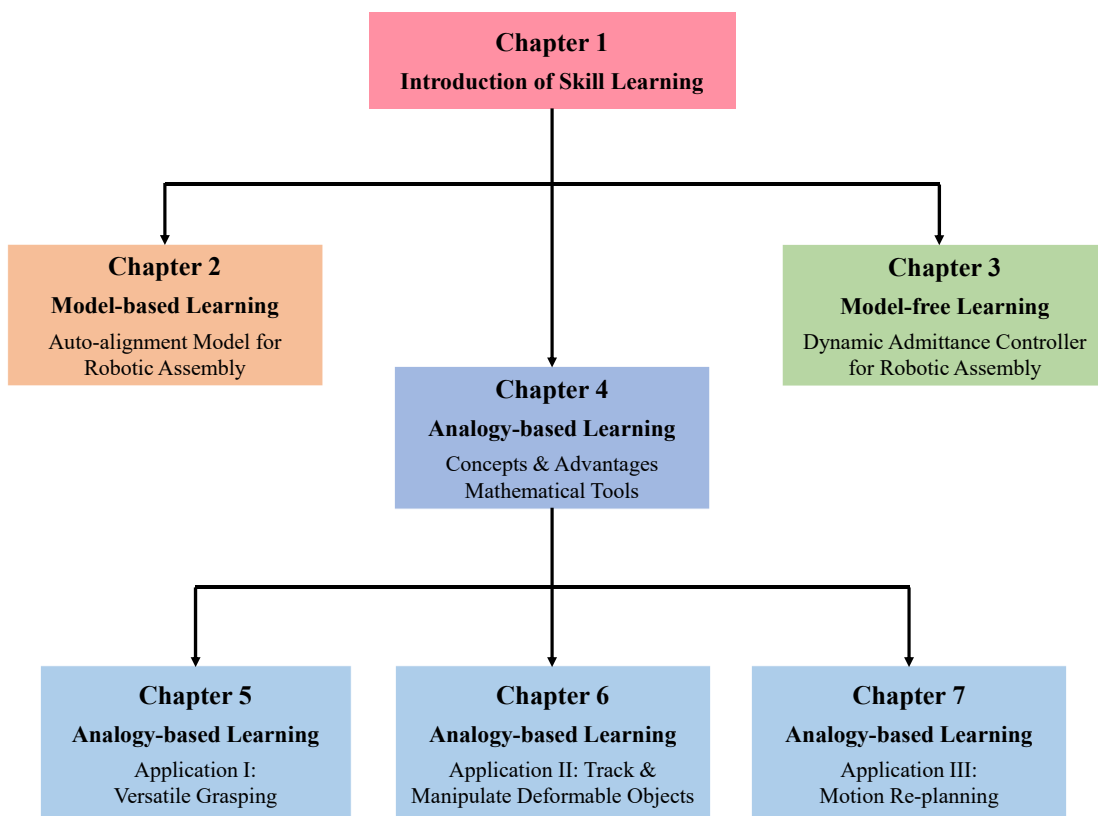 Chapter 1
Introduction of Skill Learning
Chapter 2
Model-based Learning
Auto-alignment Model for
Robotic Assembly
Chapter 3
Model-free Learning
Dynamic Admittance Controller
for Robotic Assembly
Chapter 4
Analogy-based Learning
Concepts & Advantages
Mathematical Tools
Chapter 5
Analogy-based Learning
Application I:
Versatile Grasping
Chapter 6
Analogy-based Learning
Application II: Track &
Manipulate Deformable Objects
Chapter 7
Analogy-based Learning
Application III:
Motion Re-planning